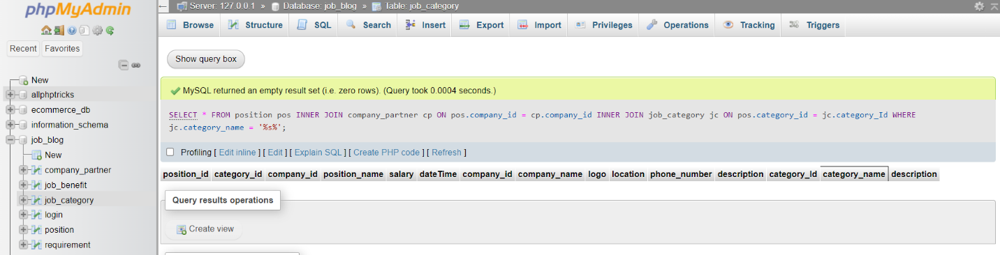 phpMyAdmin
Server: 127.0.0.1 » Database: job_blog » Table: job_category
Browse Structure SQL Search Insert Export Import Privileges Operations Tracking Triggers
Recent Favorites
Show query box
New
allphptricks
ecommerce_db
information_schema
job_blog
New
company_partner
job_benefit
job_category
login
position
requirement
MySQL returned an empty result set (i.e. zero rows). (Query took 0.0004 seconds.)
SELECT * FROM position pos INNER JOIN company_partner cp ON pos.company_id = cp.company_id INNER JOIN job_category jc ON pos.category_id = jc.category_Id WHERE
jc.category_name = '%s%';
Profiling [ Edit inline ] [ Edit ] [ Explain SQL ] [ Create PHP code ] [ Refresh ]
position_id category_id company_id position_name salary dateTime company_id company_name logo location phone_number description category_Id category_name description
Query results operations
Create view